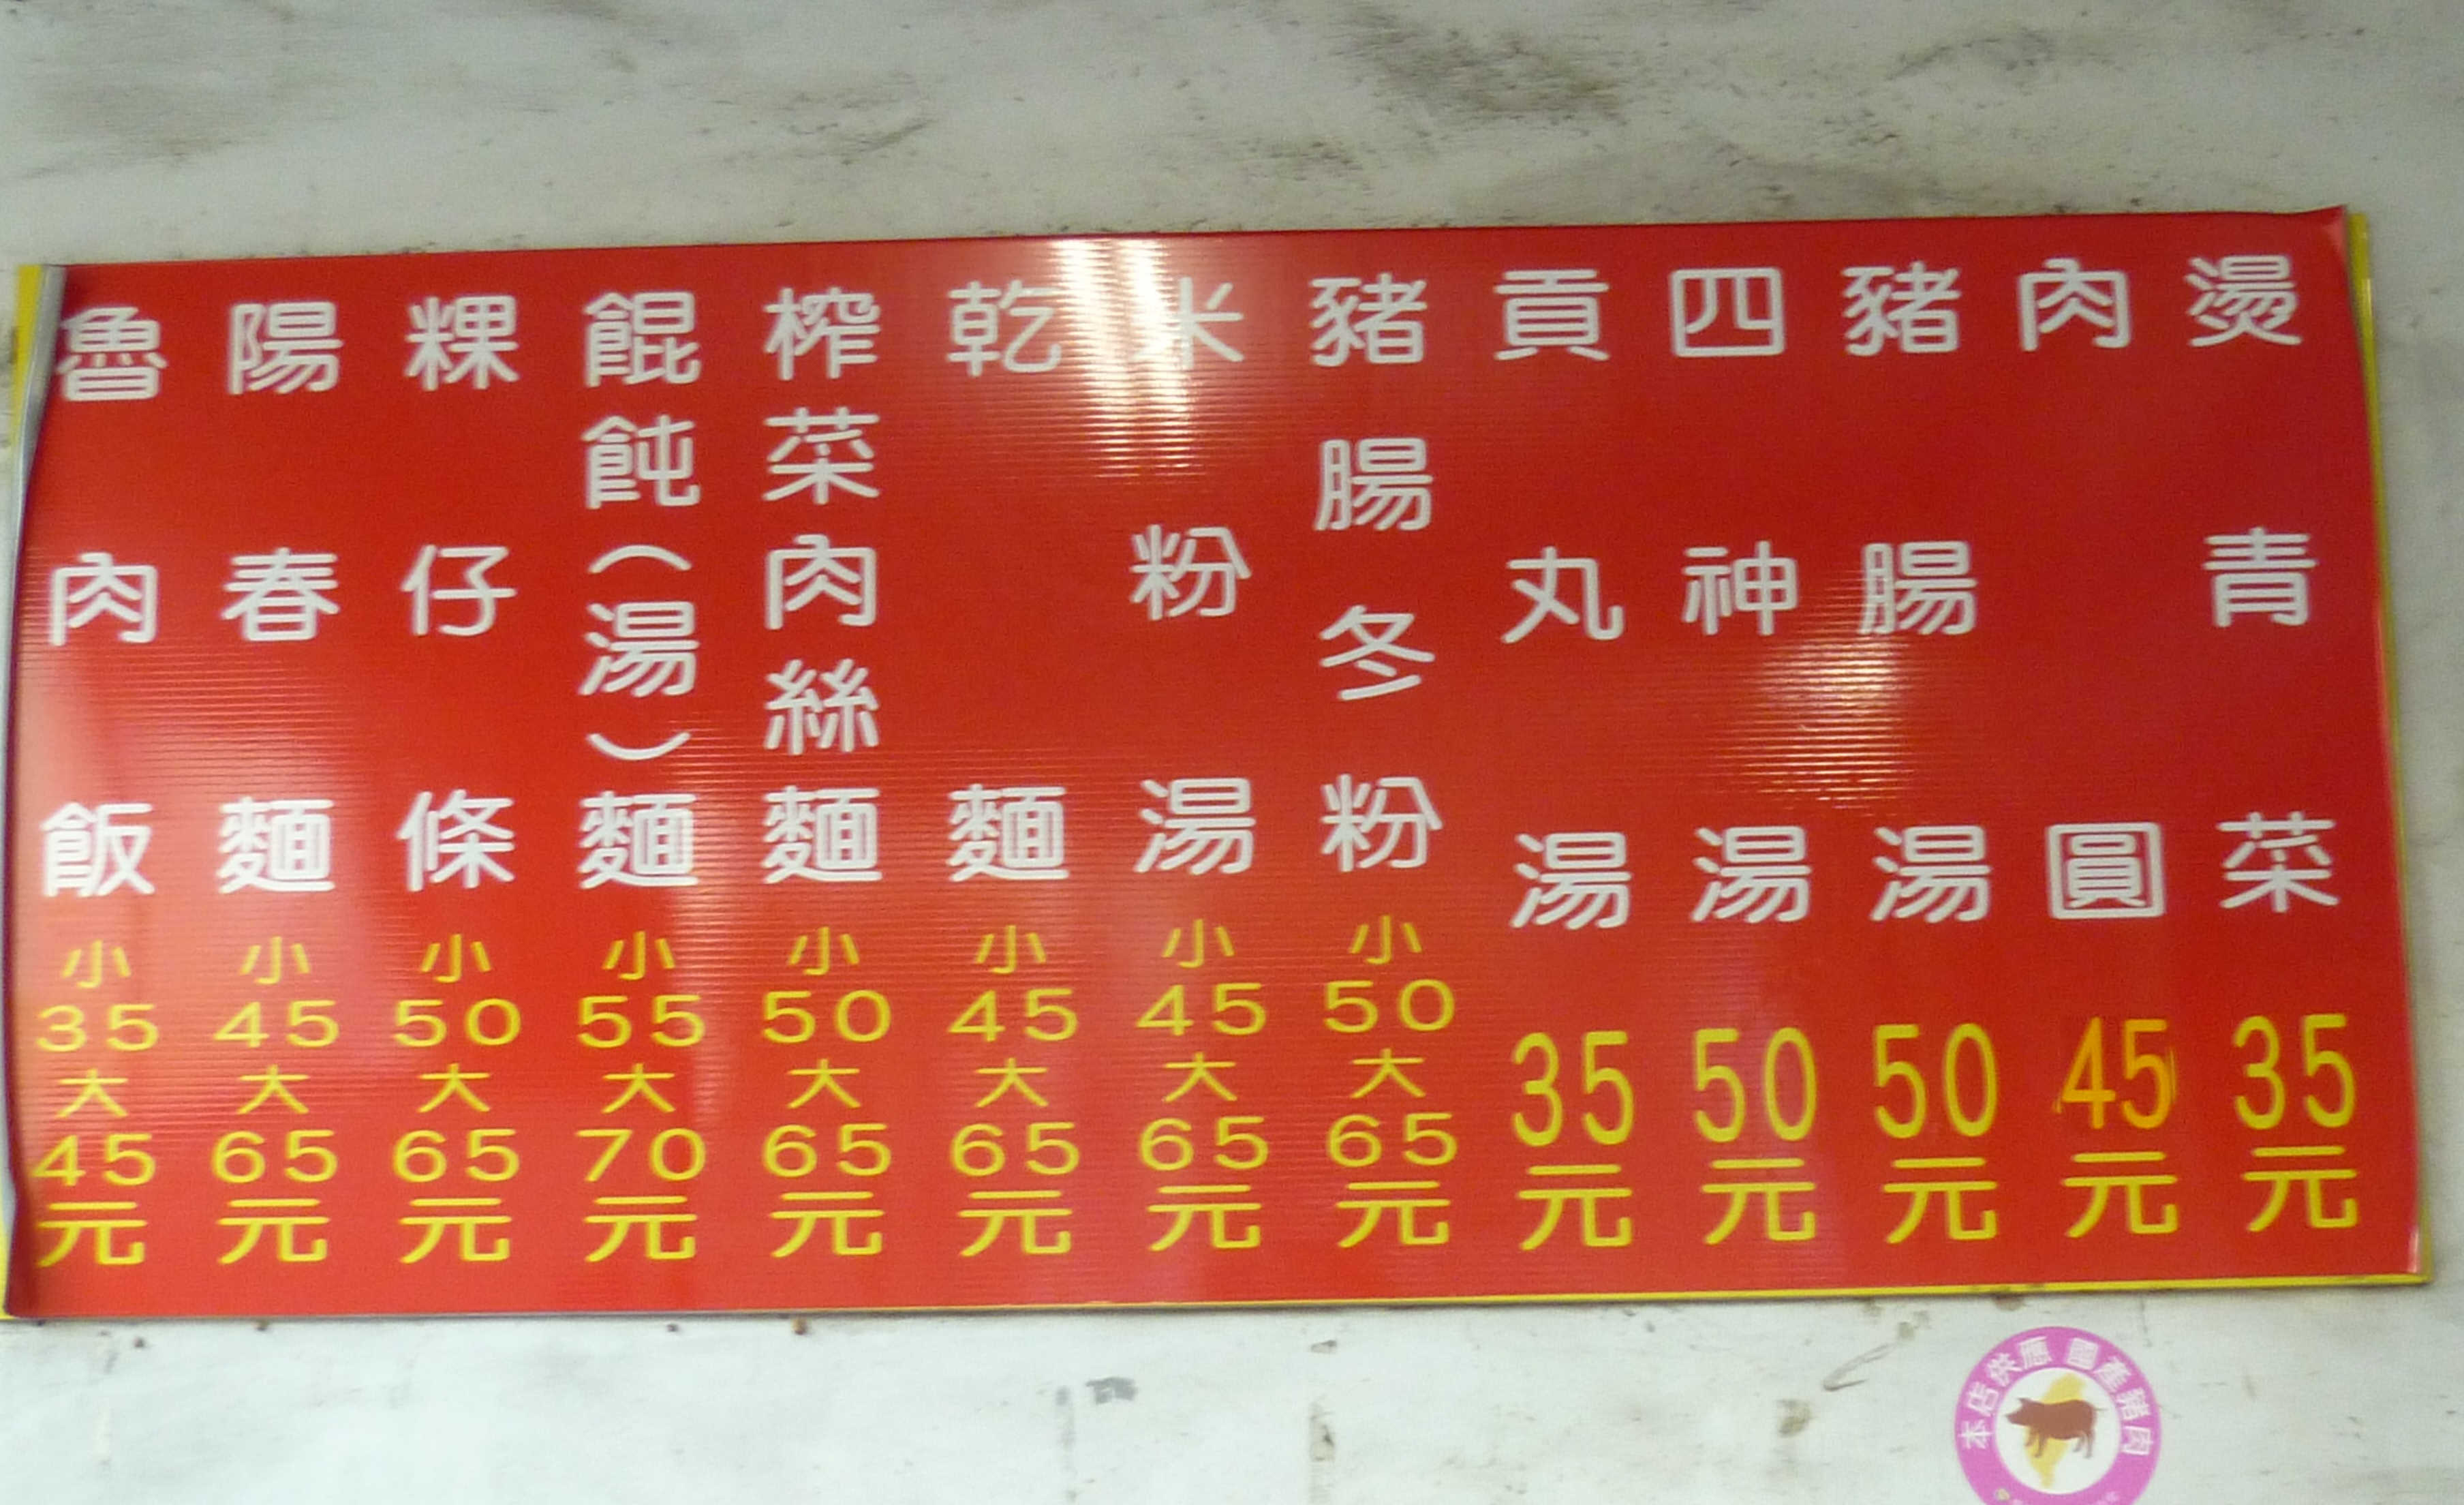 魯肉飯 小35大45元
陽春麵 小45大65元
粿仔條 小50大65元
餛飩(湯)麵 小55大70元
榨菜肉絲麵 小50大65元
乾麵 小45大65元
米粉湯 小45大65元
豬腸冬粉 小50大65元
貢丸湯 35元
四神湯 50元
豬腸湯 50元
肉圓 45元
燙青菜 35元
本店供應 國產豬肉